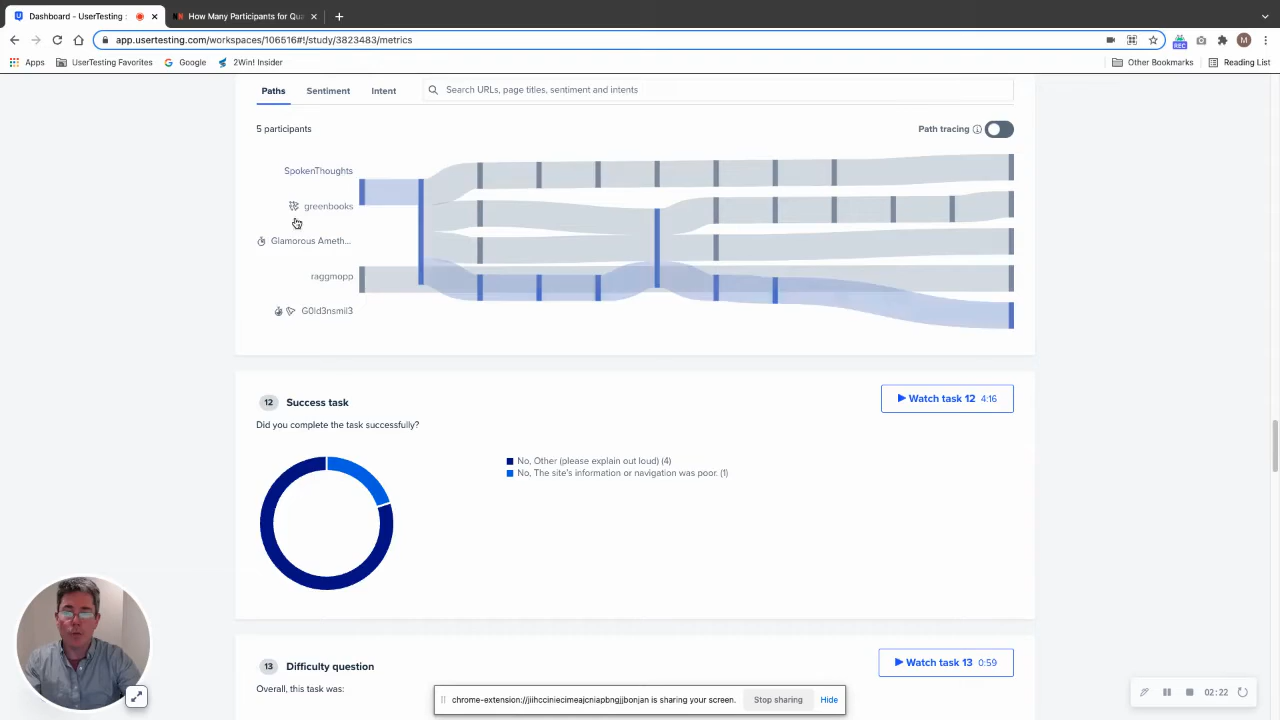 Dashboard - UserTesting
How Many Participants for Qua
app.usertesting.com/workspaces/106516#!/study/3823483/metrics
REC
M
Apps
UserTesting Favorites
Google
2Win! Insider
Other Bookmarks
Reading List
Paths
Sentiment
Intent
Search URLs, page titles, sentiment and intents
5 participants
Path tracing
SpokenThoughts
greenbooks
Glamorous Ameth...
raggmopp
G0ld3nsmil3
12
Success task
Watch task 12 4:16
Did you complete the task successfully?
No, Other (please explain out loud) (4)
No, The site's information or navigation was poor. (1)
13
Difficulty question
Watch task 13 0:59
Overall, this task was:
chrome-extension://jiihcciniecimeajcniapbngjjbonjan is sharing your screen.
Stop sharing
Hide
02:22